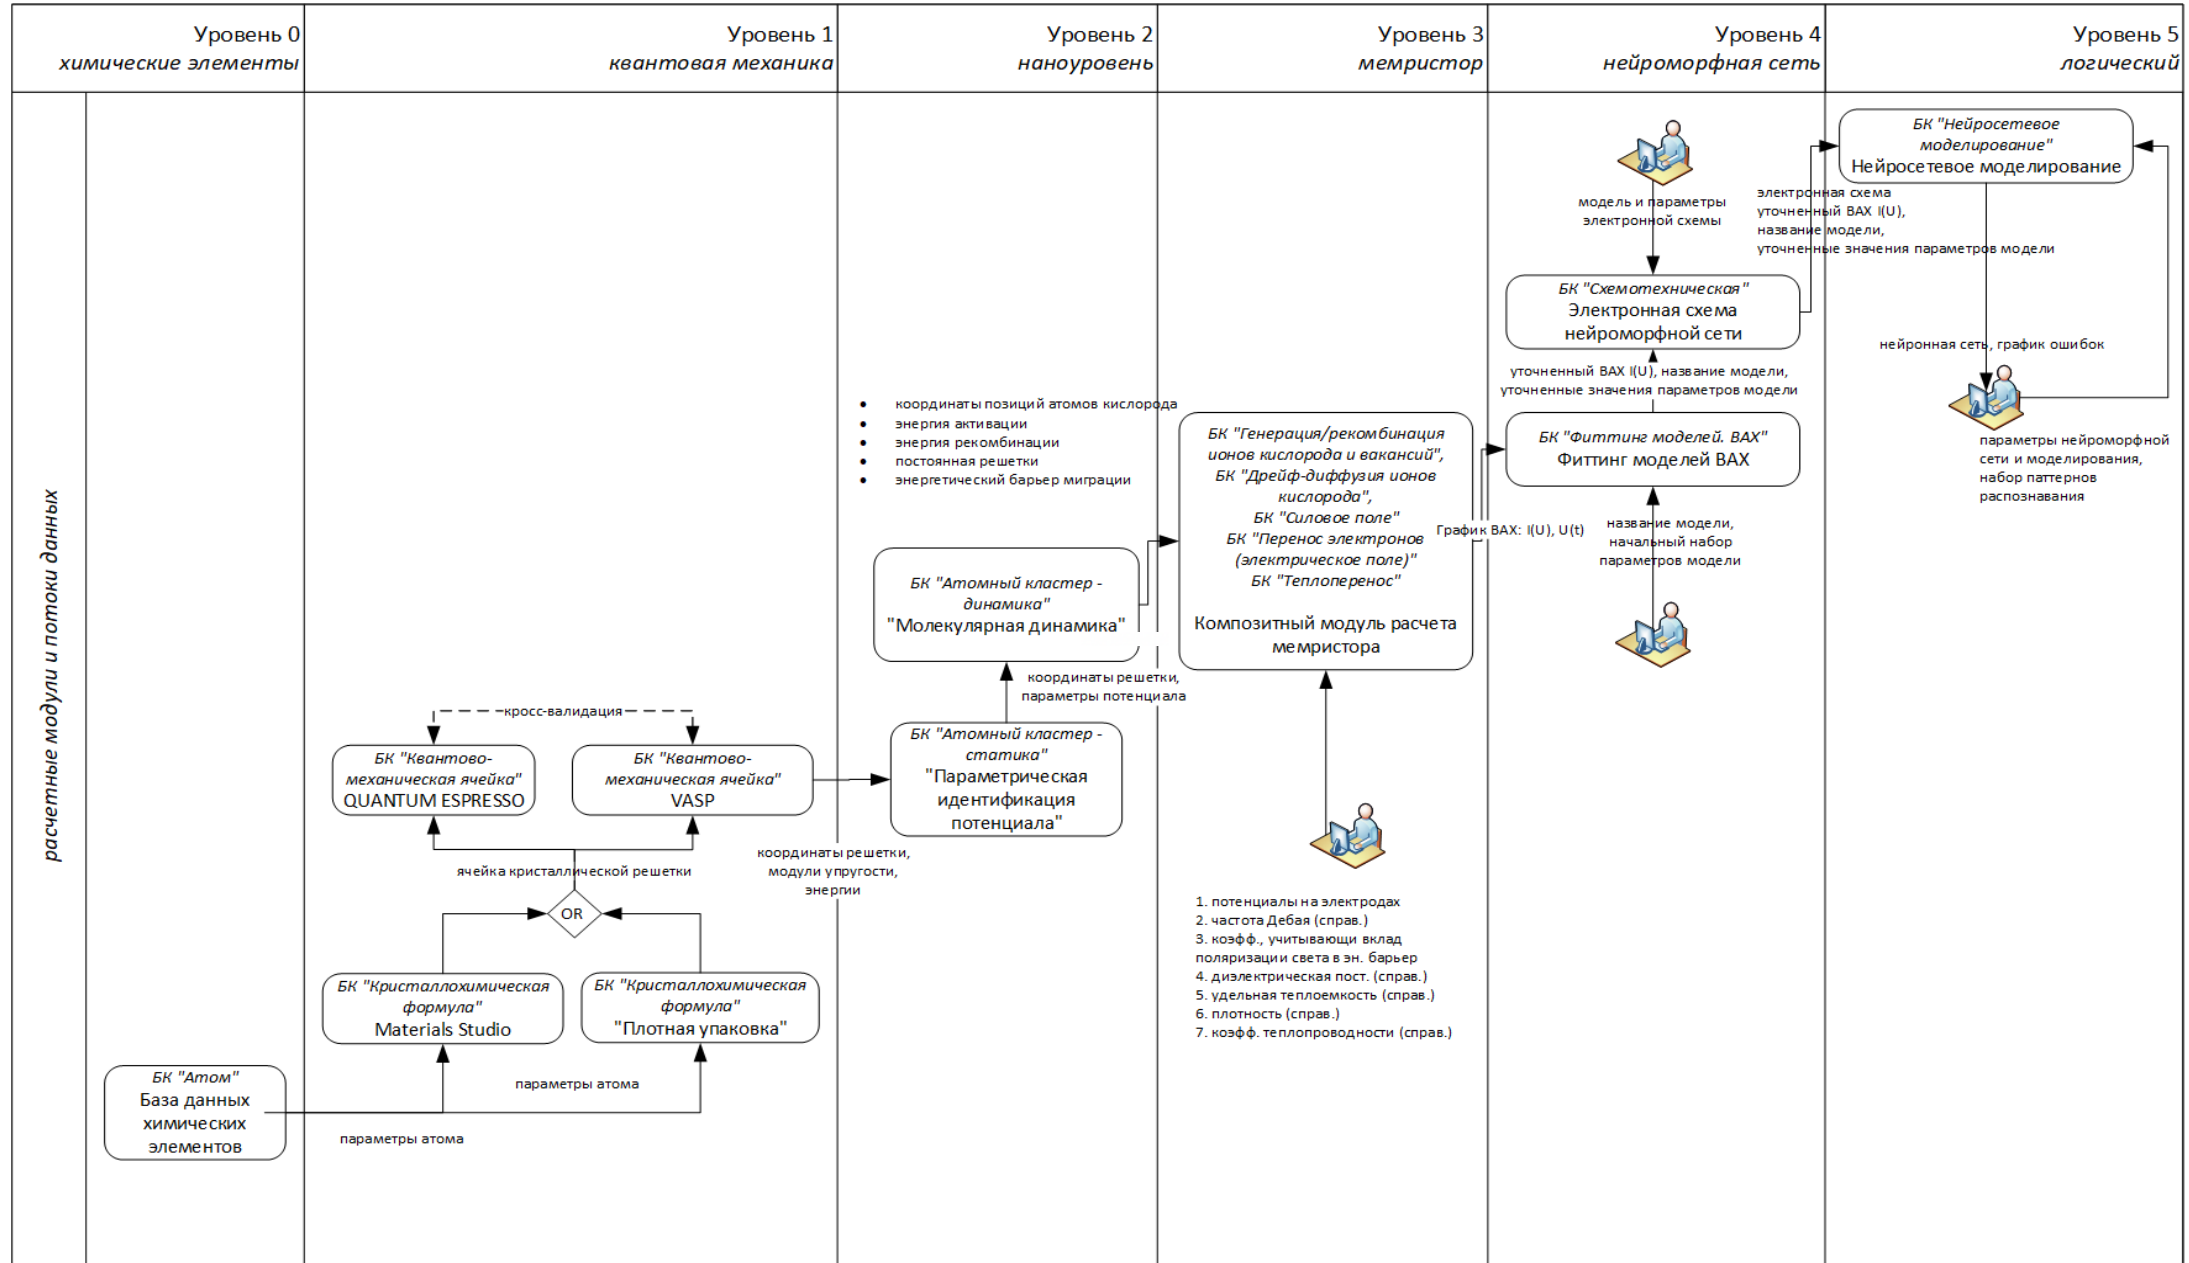 Уровень 0
химические элементы
Уровень 1
квантовая механика
Уровень 2
наноуровень
Уровень 3
мемристор
Уровень 4
нейроморфная сеть
Уровень 5
логический
расчетные модули и потоки данных
БК "Атом"
База данных
химических
элементов
параметры атома
параметры атома
БК "Кристаллохимическая
формула"
Materials Studio
БК "Кристаллохимическая
формула"
"Плотная упаковка"
OR
ячейка кристаллической решетки
БК "Квантово-
механическая ячейка"
QUANTUM ESPRESSO
БК "Квантово-
механическая ячейка"
VASP
кросс-валидация
координаты решетки,
модули упругости,
энергии
БК "Атомный кластер -
статика"
"Параметрическая
идентификация
потенциала"
координаты решетки,
параметры потенциала
БК "Атомный кластер -
динамика"
"Молекулярная динамика"
• координаты позиций атомов кислорода
• энергия активации
• энергия рекомбинации
• постоянная решетки
• энергетический барьер миграции
БК "Генерация/рекомбинация
ионов кислорода и вакансий",
БК "Дрейф-диффузия ионов
кислорода",
БК "Силовое поле"
БК "Перенос электронов
(электрическое поле)"
БК "Теплоперенос"
Композитный модуль расчета
мемристора
1. потенциалы на электродах
2. частота Дебая (справ.)
3. коэфф., учитывающи вклад
поляризации света в эн. барьер
4. диэлектрическая пост. (справ.)
5. удельная теплоемкость (справ.)
6. плотность (справ.)
7. коэфф. теплопроводности (справ.)
График ВАХ: I(U), U(t)
модель и параметры
электронной схемы
БК "Схемотехническая"
Электронная схема
нейроморфной сети
уточненный ВАХ I(U), название модели,
уточненные значения параметров модели
БК "Фиттинг моделей. ВАХ"
Фиттинг моделей ВАХ
название модели,
начальный набор
параметров модели
электронная схема
уточненный ВАХ I(U),
название модели,
уточненные значения параметров модели
БК "Нейросетевое
моделирование"
Нейросетевое моделирование
нейронная сеть, график ошибок
параметры нейроморфной
сети и моделирования,
набор паттернов
распознавания